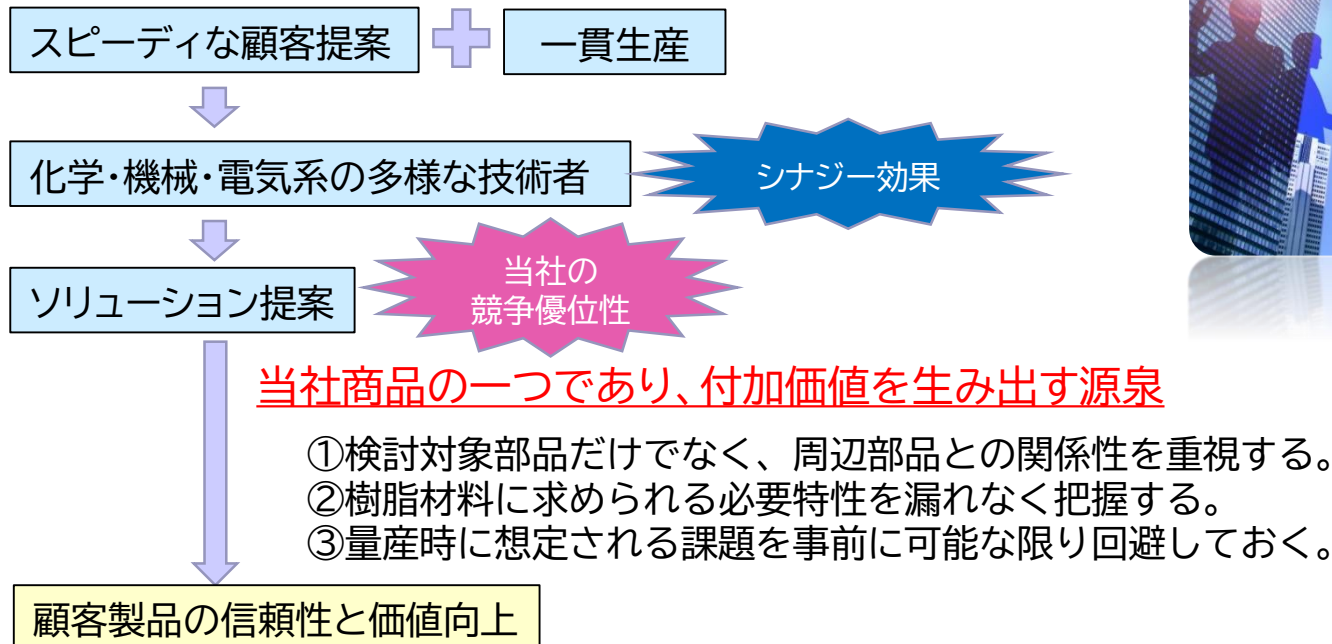 スピーディな顧客提案
一貫生産
化学・機械・電気系の多様な技術者
シナジー効果
ソリューション提案
当社の
競争優位性
当社商品の一つであり、付加価値を生み出す源泉
①検討対象部品だけでなく、周辺部品との関係性を重視する。
②樹脂材料に求められる必要特性を漏れなく把握する。
③量産時に想定される課題を事前に可能な限り回避しておく。
顧客製品の信頼性と価値向上